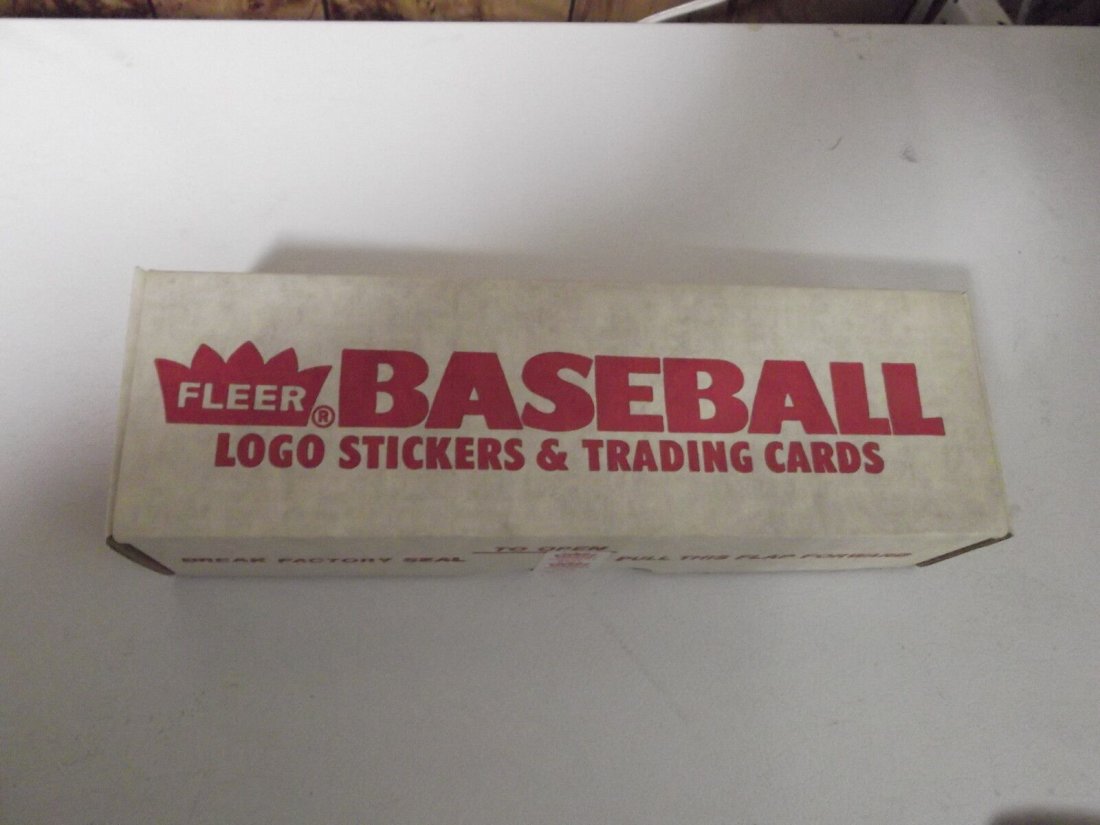 FLEER® BASEBALL
LOGO STICKERS & TRADING CARDS
TO OPEN
BREAK FACTORY SEAL PULL THIS FLAP FORWARD